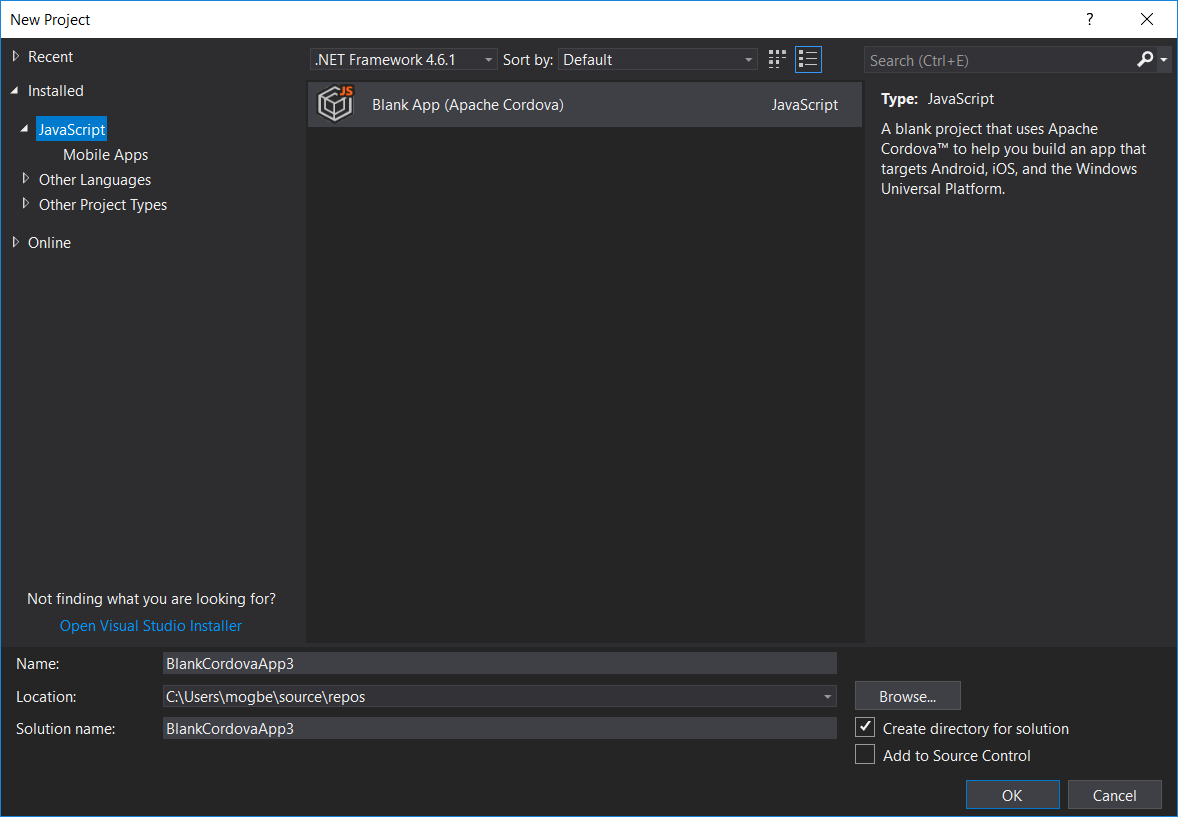 New Project
?
Recent
Installed
JavaScript
Mobile Apps
Other Languages
Other Project Types
Online
Not finding what you are looking for?
Open Visual Studio Installer
.NET Framework 4.6.1
Sort by: Default
JS
Blank App (Apache Cordova) JavaScript
Search (Ctrl+E)
Type: JavaScript
A blank project that uses Apache
Cordova™ to help you build an app that
targets Android, iOS, and the Windows
Universal Platform.
Name: BlankCordovaApp3
Location: C:\Users\mogbe\source\repos
Browse...
Solution name: BlankCordovaApp3
Create directory for solution
Add to Source Control
OK
Cancel